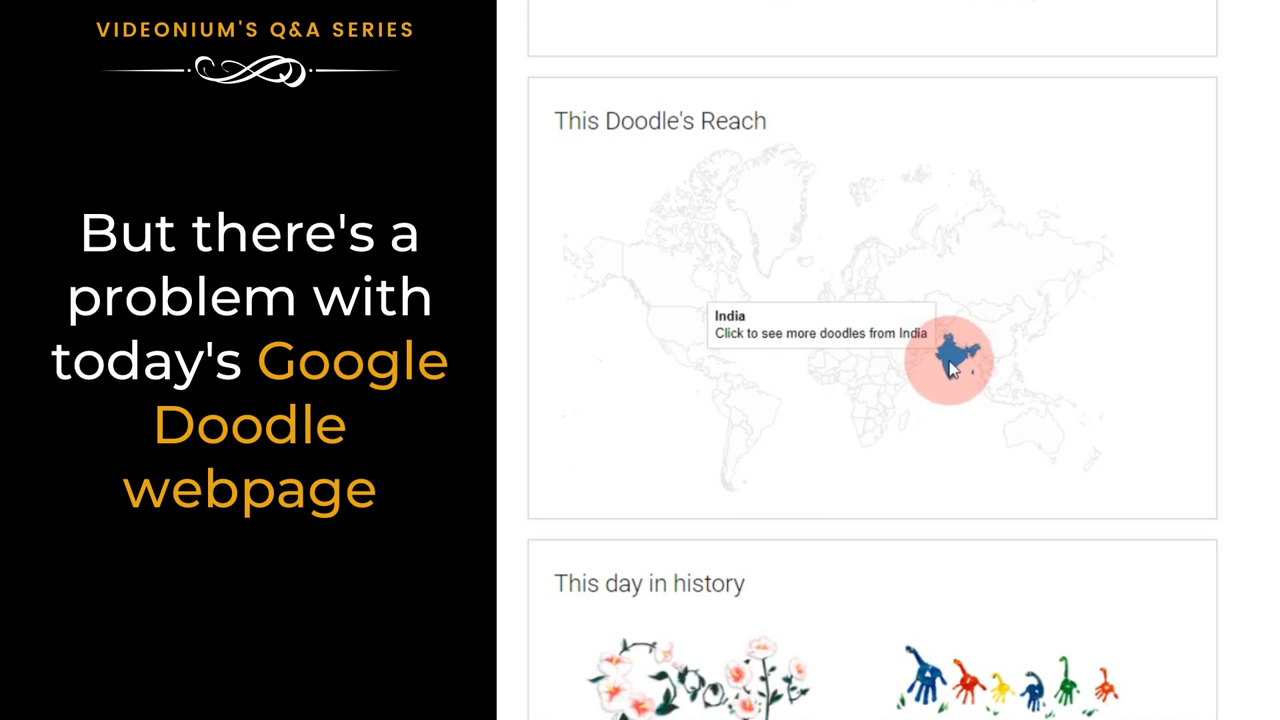 VIDEONIUM'S Q&A SERIES
But there's a
problem with
today's Google
Doodle
webpage
This Doodle's Reach
India
Click to see more doodles from India
This day in history